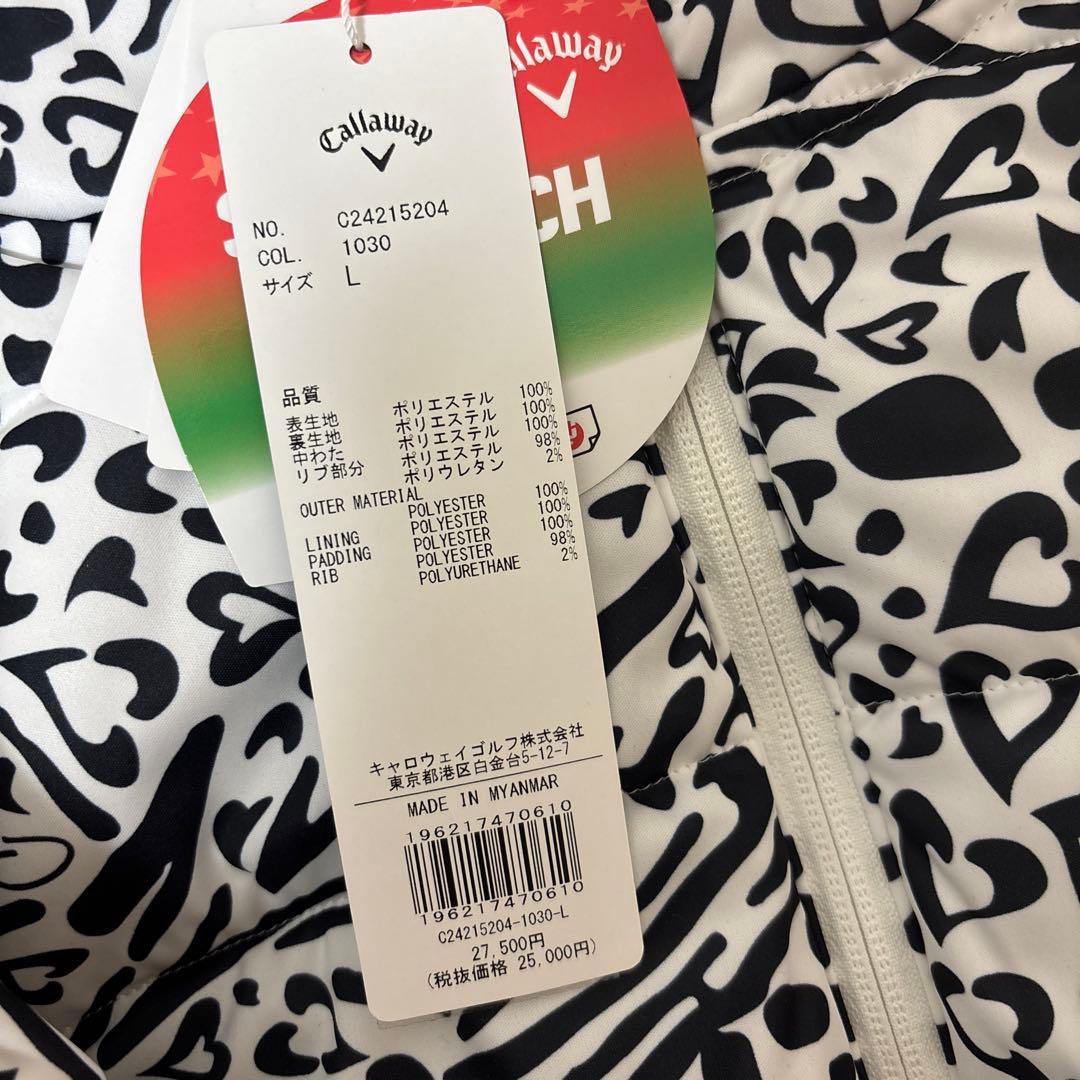 Callaway
Callaway
NO. C24215204
COL. 1030
サイズ L
品質
表生地 ポリエステル 100%
裏生地 ポリエステル 100%
中わた ポリエステル 100%
リブ部分 ポリエステル 98%
ポリウレタン 2%
OUTER MATERIAL
POLYESTER 100%
LINING POLYESTER 100%
PADDING POLYESTER 100%
RIB POLYESTER 98%
POLYURETHANE 2%
キャロウェイゴルフ株式会社
東京都港区白金台5-12-7
MADE IN MYANMAR
196217470610
196217470610
C24215204-1030-L
27,500円
(税抜価格 25,000円)